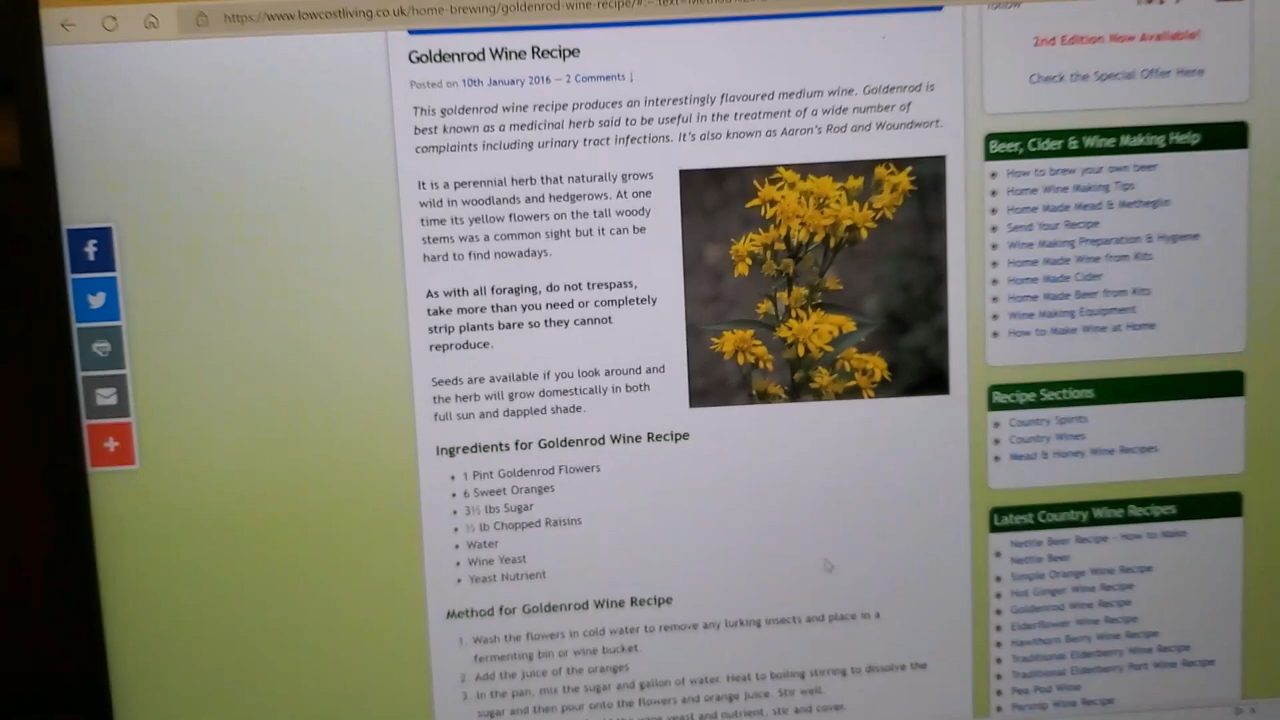 https://www.lowcostliving.co.uk/home-brewing/goldenrod-wine-recipe/#:~:text=Method
Goldenrod Wine Recipe
Posted on 10th January 2016 — 2 Comments ↓
This goldenrod wine recipe produces an interestingly flavoured medium wine. Goldenrod is
best known as a medicinal herb said to be useful in the treatment of a wide number of
complaints including urinary tract infections. It's also known as Aaron's Rod and Woundwort.
It is a perennial herb that naturally grows
wild in woodlands and hedgerows. At one
time its yellow flowers on the tall woody
stems was a common sight but it can be
hard to find nowadays.
As with all foraging, do not trespass,
take more than you need or completely
strip plants bare so they cannot
reproduce.
Seeds are available if you look around and
the herb will grow domestically in both
full sun and dappled shade.
Ingredients for Goldenrod Wine Recipe
1 Pint Goldenrod Flowers
6 Sweet Oranges
3½ lbs Sugar
½ lb Chopped Raisins
Water
Wine Yeast
Yeast Nutrient
Method for Goldenrod Wine Recipe
1. Wash the flowers in cold water to remove any lurking insects and place in a
fermenting bin or wine bucket.
2. Add the juice of the oranges
3. In the pan, mix the sugar and gallon of water. Heat to boiling stirring to dissolve the
sugar and then pour onto the flowers and orange juice. Stir well.
yeast and nutrient, stir and cover.
2nd Edition Now Available!
Check the Special Offer Here
Beer, Cider & Wine Making Help
How to brew your own beer
Home Wine Making Tips
Home Made Mead & Metheglin
Send Your Recipe
Wine Making Preparation & Hygiene
Home Made Wine from Kits
Home Made Cider
Home Made Beer from Kits
Wine Making Equipment
How to Make Wine at Home
Recipe Sections
Country Spirits
Country Wines
Mead & Honey Wine Recipes
Latest Country Wine Recipes
Nettle Beer Recipe – How to Make
Nettle Beer
Simple Orange Wine Recipe
Hot Ginger Wine Recipe
Goldenrod Wine Recipe
Elderflower Wine Recipe
Hawthorn Berry Wine Recipe
Traditional Elderberry Wine Recipe
Traditional Elderberry Port Wine Recipe
Pea Pod Wine
Parsnip Wine Recipe